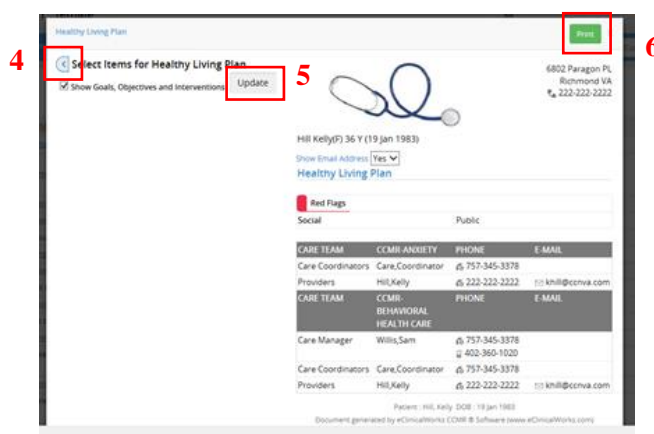 Healthy Living Plan
Print
6
4
Select Items for Healthy Living Plan
Show Goals, Objectives and Interventions
Update
5
6802 Paragon PL
Richmond VA
222-222-2222
Hill Kelly(F) 36 Y (19 Jan 1983)
Show Email Address Yes
Healthy Living Plan
Red Flags
Social Public
CARE TEAM CCMR-ANXIETY PHONE E-MAIL
Care Coordinators Care,Coordinator 757-345-3378
Providers Hill,Kelly 222-222-2222 khill@ccnva.com
CARE TEAM CCMR- PHONE E-MAIL
BEHAVIORAL
HEALTH CARE
Care Manager Willis,Sam 757-345-3378
402-360-1020
Care Coordinators Care,Coordinator 757-345-3378
Providers Hill,Kelly 222-222-2222 khill@ccnva.com
Patient : Hill, Kelly DOB : 19 Jan 1983
Document generated by eClinicalWorks CCMR ® Software (www.eClinicalWorks.com)